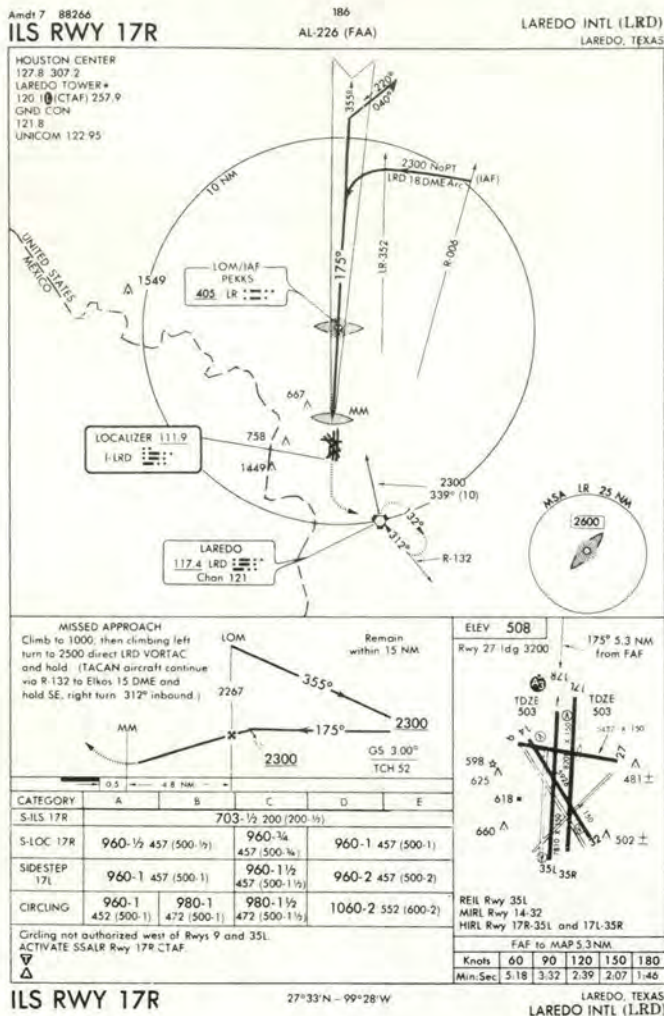 Amdt 7 88266
186
ILS RWY 17R
AL-226 (FAA)
LAREDO INTL (LRD)
LAREDO, TEXAS
HOUSTON CENTER
127.8 307.2
LAREDO TOWER
(CTAF) 257.9
GND CON
121.8
UNICOM 122.95
355°
220°
040°
2300 NoPT
LRD 18 DME Arc
(IAF)
10 NM
UNITED STATES
MEXICO
1549
LOM/IAF
PEKKS
405 LR
175°
LR-352
R-006
667
MM
LOCALIZER 111.9
I-LRD
758
1449
2300
339° (10)
132°
312°
R-132
LAREDO
117.4 LRD
Chan 121
MSA LR 25 NM
2600
MISSED APPROACH
Climb to 1000, then climbing left
turn to 2500 direct LRD VORTAC
and hold (TACAN aircraft continue
via R-132 to Elkos 15 DME and
hold SE, right turn 312° inbound.)
LOM
Remain
within 15 NM
2267
355°
2300
175°
2300
MM
GS 3.00°
TCH 52
0.5
4.8 NM
ELEV 508
Rwy 27 ldg 3200
175° 5.3 NM
from FAF
17R
17L
TDZE
503
TDZE
503
14
9
27
598
625
481±
618
660
32
502±
35L
35R
REIL Rwy 35L
MIRL Rwy 14-32
HIRL Rwy 17R-35L and 17L-35R
CATEGORY A B C D E
S-ILS 17R 703-½ 200 (200-½)
S-LOC 17R 960-½ 457 (500-½) 960-¾ 457 (500-¾) 960-1 457 (500-1)
SIDESTEP 17L 960-1 457 (500-1) 960-1½ 457 (500-1½) 960-2 457 (500-2)
CIRCLING 960-1 452 (500-1) 980-1 472 (500-1) 980-1½ 472 (500-1½) 1060-2 552 (600-2)
Circling not authorized west of Rwys 9 and 35L.
ACTIVATE SSALR Rwy 17R CTAF.
FAF to MAP 5.3 NM
Knots 60 90 120 150 180
Min:Sec 5:18 3:32 2:39 2:07 1:46
ILS RWY 17R
27°33'N – 99°28'W
LAREDO, TEXAS
LAREDO INTL (LRD)